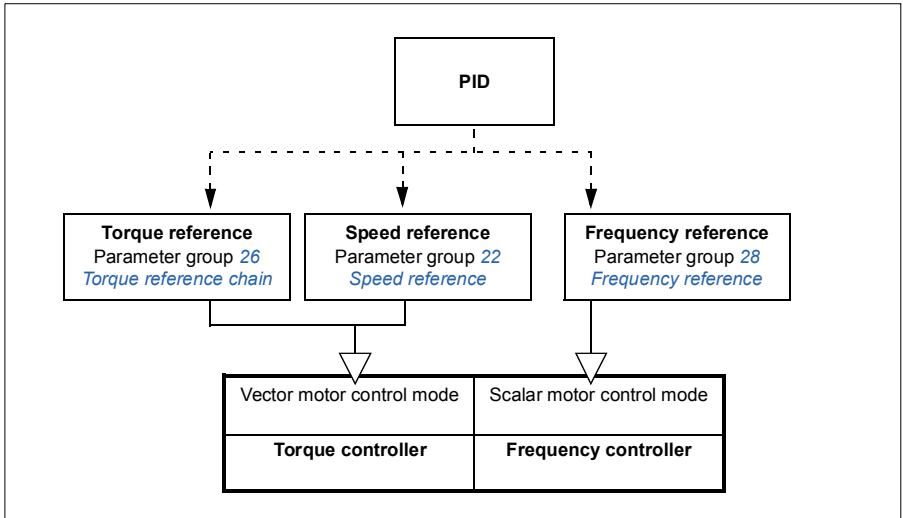 PID
Torque reference
Parameter group 26
Torque reference chain
Speed reference
Parameter group 22
Speed reference
Frequency reference
Parameter group 28
Frequency reference
Vector motor control mode
Scalar motor control mode
Torque controller
Frequency controller